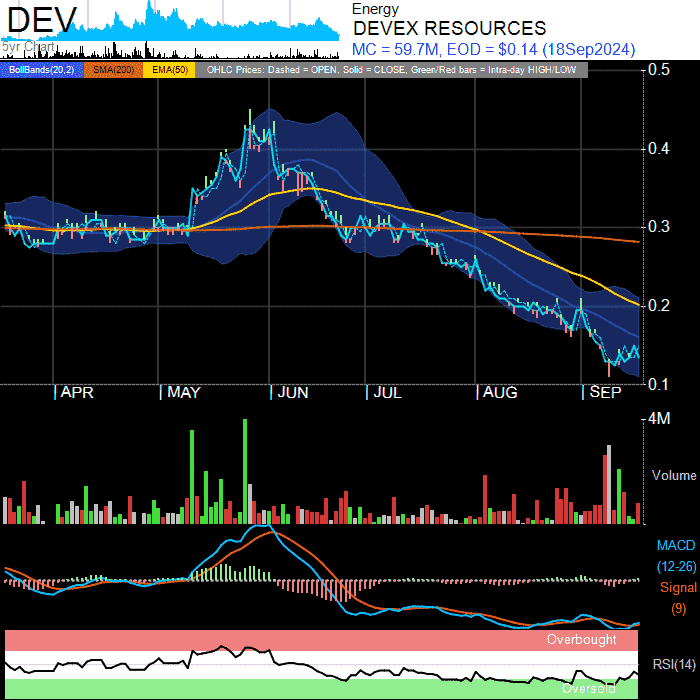 DEV
5yr Chart
Energy
DEVEX RESOURCES
MC = 59.7M, EOD = $0.14 (18Sep2024)
BollBands(20,2) SMA(200) EMA(50) OHLC Prices: Dashed = OPEN, Solid = CLOSE, Green/Red bars = Intra-day HIGH/LOW
0.5
0.4
0.3
0.2
0.1
APR MAY JUN JUL AUG SEP
4M
Volume
MACD
(12-26)
Signal
(9)
Overbought
RSI(14)
Oversold